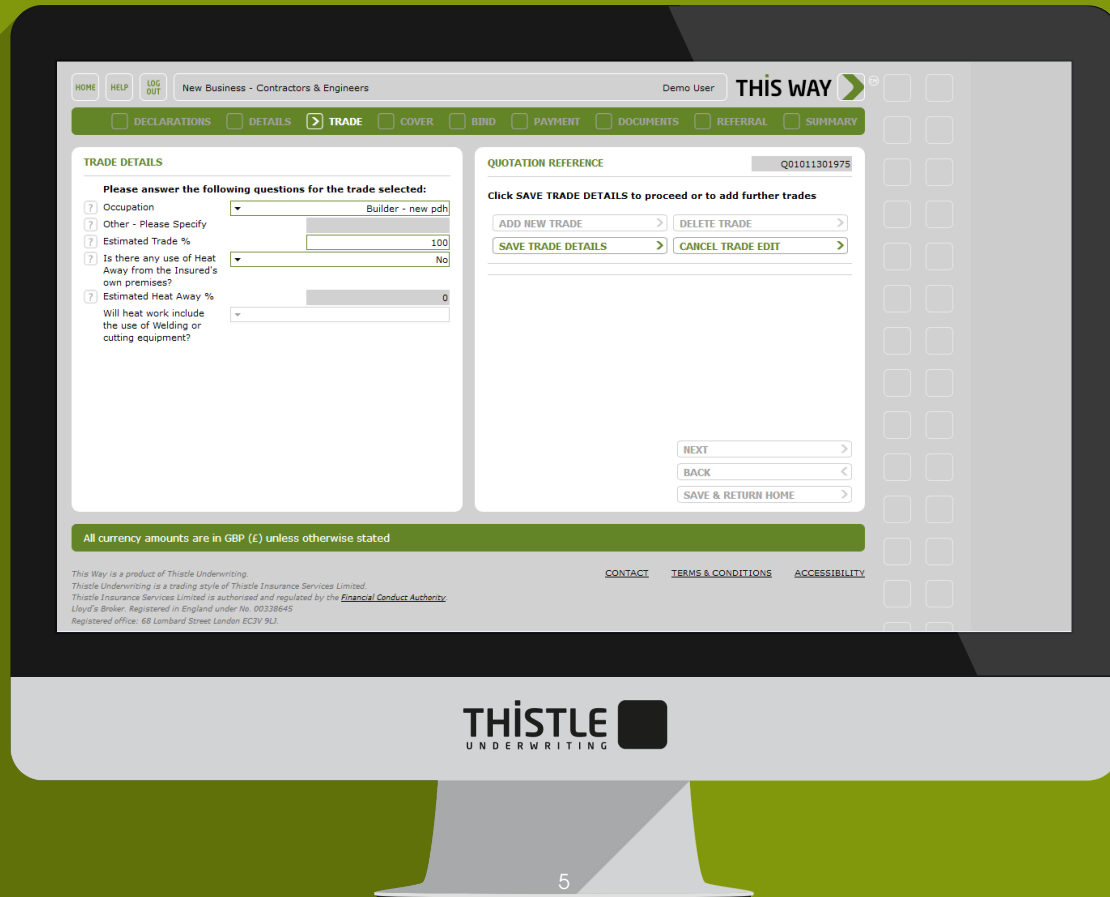 HOME HELP LOG OUT New Business - Contractors & Engineers Demo User THIS WAY TM
DECLARATIONS DETAILS TRADE COVER BIND PAYMENT DOCUMENTS REFERRAL SUMMARY
TRADE DETAILS
Please answer the following questions for the trade selected:
? Occupation Builder - new pdh
? Other - Please Specify
? Estimated Trade % 100
? Is there any use of Heat No
Away from the Insured's
own premises?
? Estimated Heat Away % 0
Will heat work include
the use of Welding or
cutting equipment?
QUOTATION REFERENCE Q01011301975
Click SAVE TRADE DETAILS to proceed or to add further trades
ADD NEW TRADE > DELETE TRADE >
SAVE TRADE DETAILS > CANCEL TRADE EDIT >
NEXT >
BACK <
SAVE & RETURN HOME >
All currency amounts are in GBP (£) unless otherwise stated
This Way is a product of Thistle Underwriting.
Thistle Underwriting is a trading style of Thistle Insurance Services Limited.
Thistle Insurance Services Limited is authorised and regulated by the Financial Conduct Authority.
Lloyd's Broker. Registered in England under No. 00338645
Registered office: 68 Lombard Street London EC3V 9LJ.
CONTACT TERMS & CONDITIONS ACCESSIBILITY
THISTLE
UNDERWRITING
5